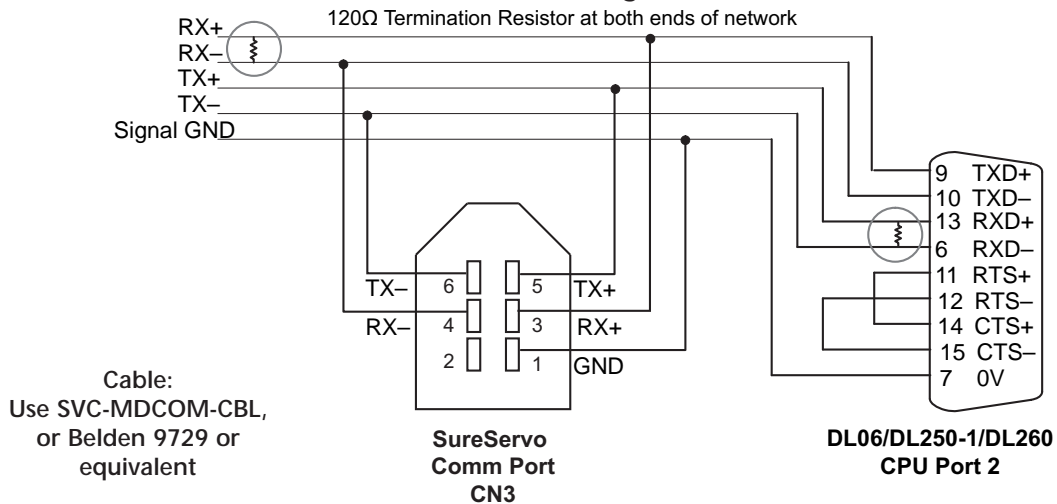 120Ω Termination Resistor at both ends of network
RX+
RX–
TX+
TX–
Signal GND
9 TXD+
10 TXD–
13 RXD+
6 RXD–
11 RTS+
12 RTS–
14 CTS+
15 CTS–
7 0V
TX– 6 5 TX+
RX– 4 3 RX+
2 1 GND
Cable:
Use SVC-MDCOM-CBL,
or Belden 9729 or
equivalent
SureServo
Comm Port
CN3
DL06/DL250-1/DL260
CPU Port 2